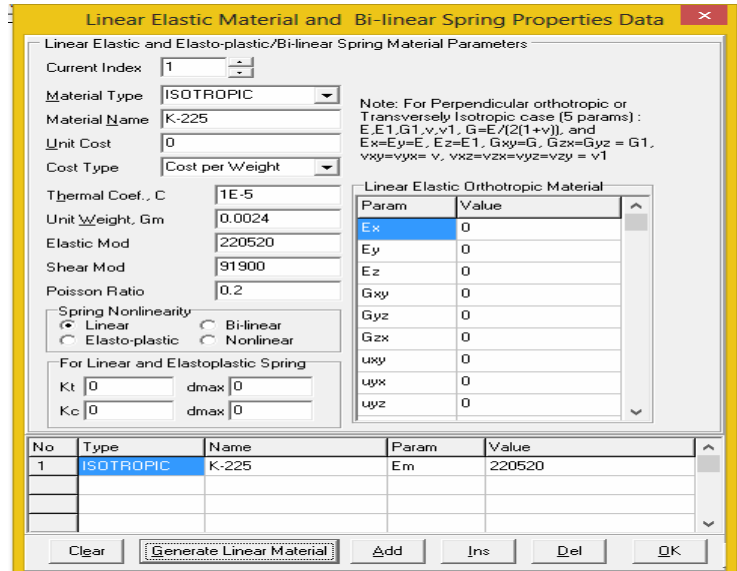 Linear Elastic Material and Bi-linear Spring Properties Data
Linear Elastic and Elasto-plastic/Bi-linear Spring Material Parameters
Current Index 1
Material Type ISOTROPIC
Material Name K-225
Unit Cost 0
Cost Type Cost per Weight
Thermal Coef., C 1E-5
Unit Weight, Gm 0.0024
Elastic Mod 220520
Shear Mod 91900
Poisson Ratio 0.2
Spring Nonlinearity
Linear Bi-linear
Elasto-plastic Nonlinear
For Linear and Elastoplastic Spring
Kt 0 dmax 0
Kc 0 dmax 0
Note: For Perpendicular orthotropic or
Transversely Isotropic case (5 params) :
E,E1,G1,v,v1, G=E/(2(1+v)), and
Ex=Ey=E, Ez=E1, Gxy=G, Gzx=Gyz = G1,
vxy=vyx= v, vxz=vzx=vyz=vzy = v1
Linear Elastic Orthotropic Material
Param Value
Ex 0
Ey 0
Ez 0
Gxy 0
Gyz 0
Gzx 0
uxy 0
uyx 0
uyz 0
No Type Name Param Value
1 ISOTROPIC K-225 Em 220520
Clear Generate Linear Material Add Ins Del OK